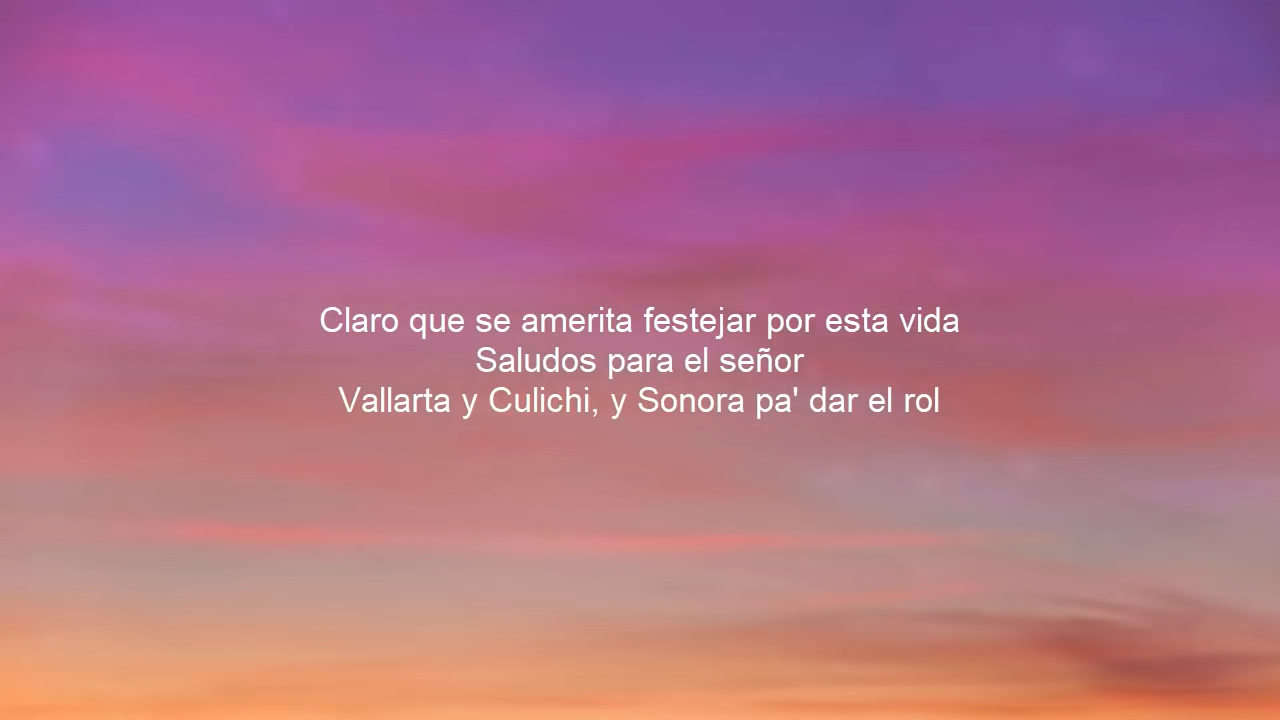 Claro que se amerita festejar por esta vida
Saludos para el señor
Vallarta y Culichi, y Sonora pa' dar el rol